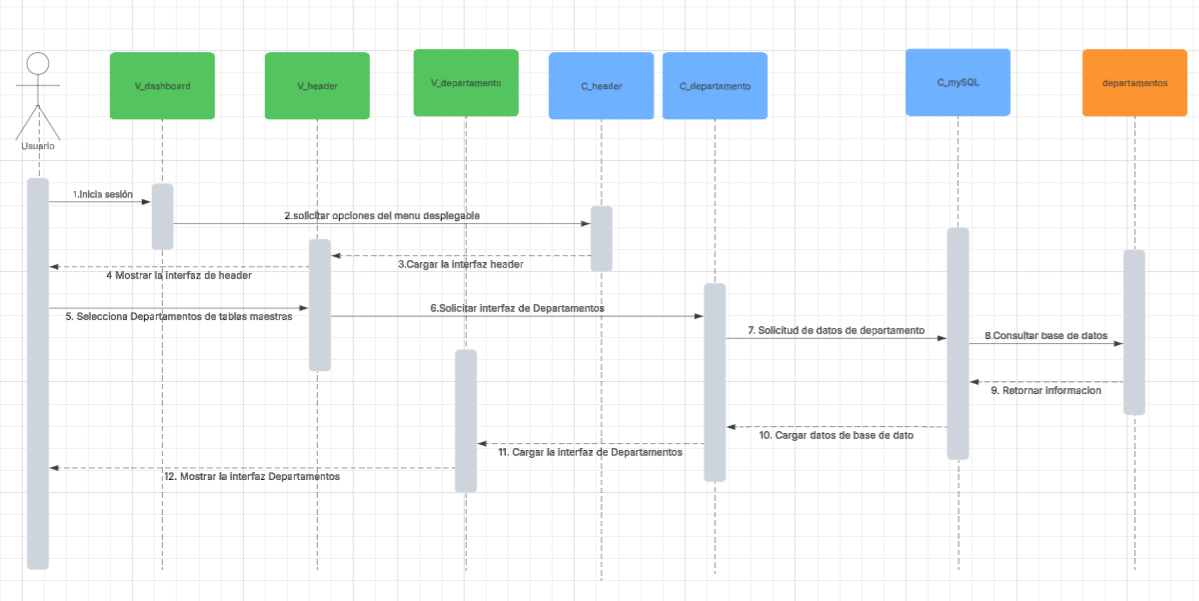 V_dashboard
V_header
V_departamento
C_header
C_departamento
C_mySQL
departamentos
Usuario
1.Inicia sesión
2.solicitar opciones del menu desplegable
3.Cargar la interfaz header
4 Mostrar la interfaz de header
5. Selecciona Departamentos de tablas maestras
6.Solicitar interfaz de Departamentos
7. Solicitud de datos de departamento
8.Consultar base de datos
9. Retornar informacion
10. Cargar datos de base de dato
11. Cargar la interfaz de Departamentos
12. Mostrar la interfaz Departamentos